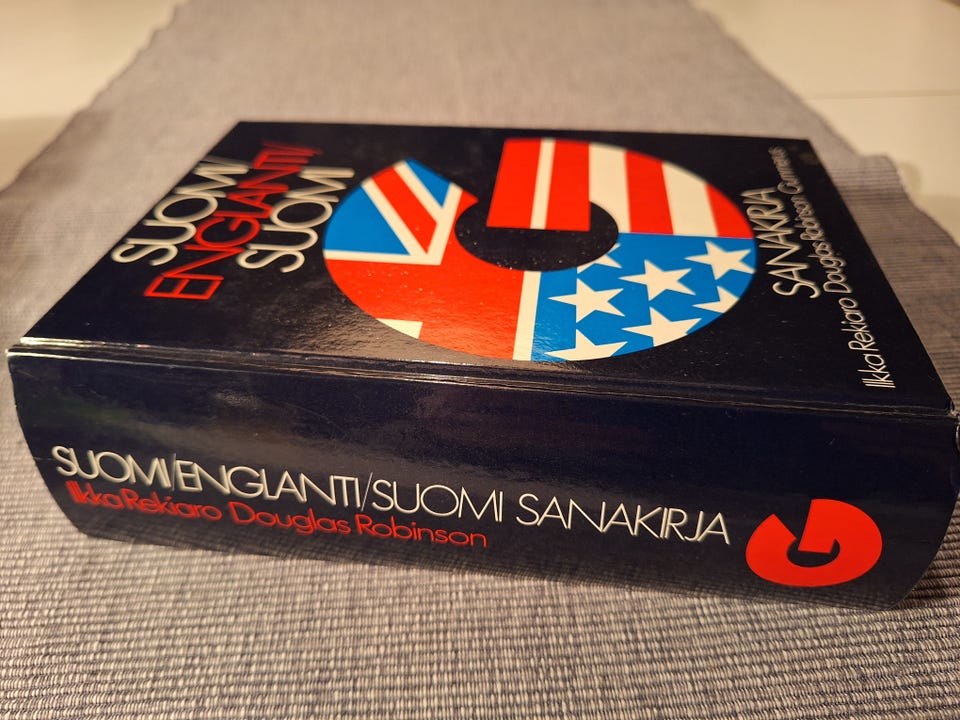 SUOMI/
ENGLANTI/
SUOMI
SANAKIRJA
Ilkka Rekiaro Douglas Robinson Gummerus
SUOMI/ENGLANTI/SUOMI SANAKIRJA
Ilkka Rekiaro Douglas Robinson
G